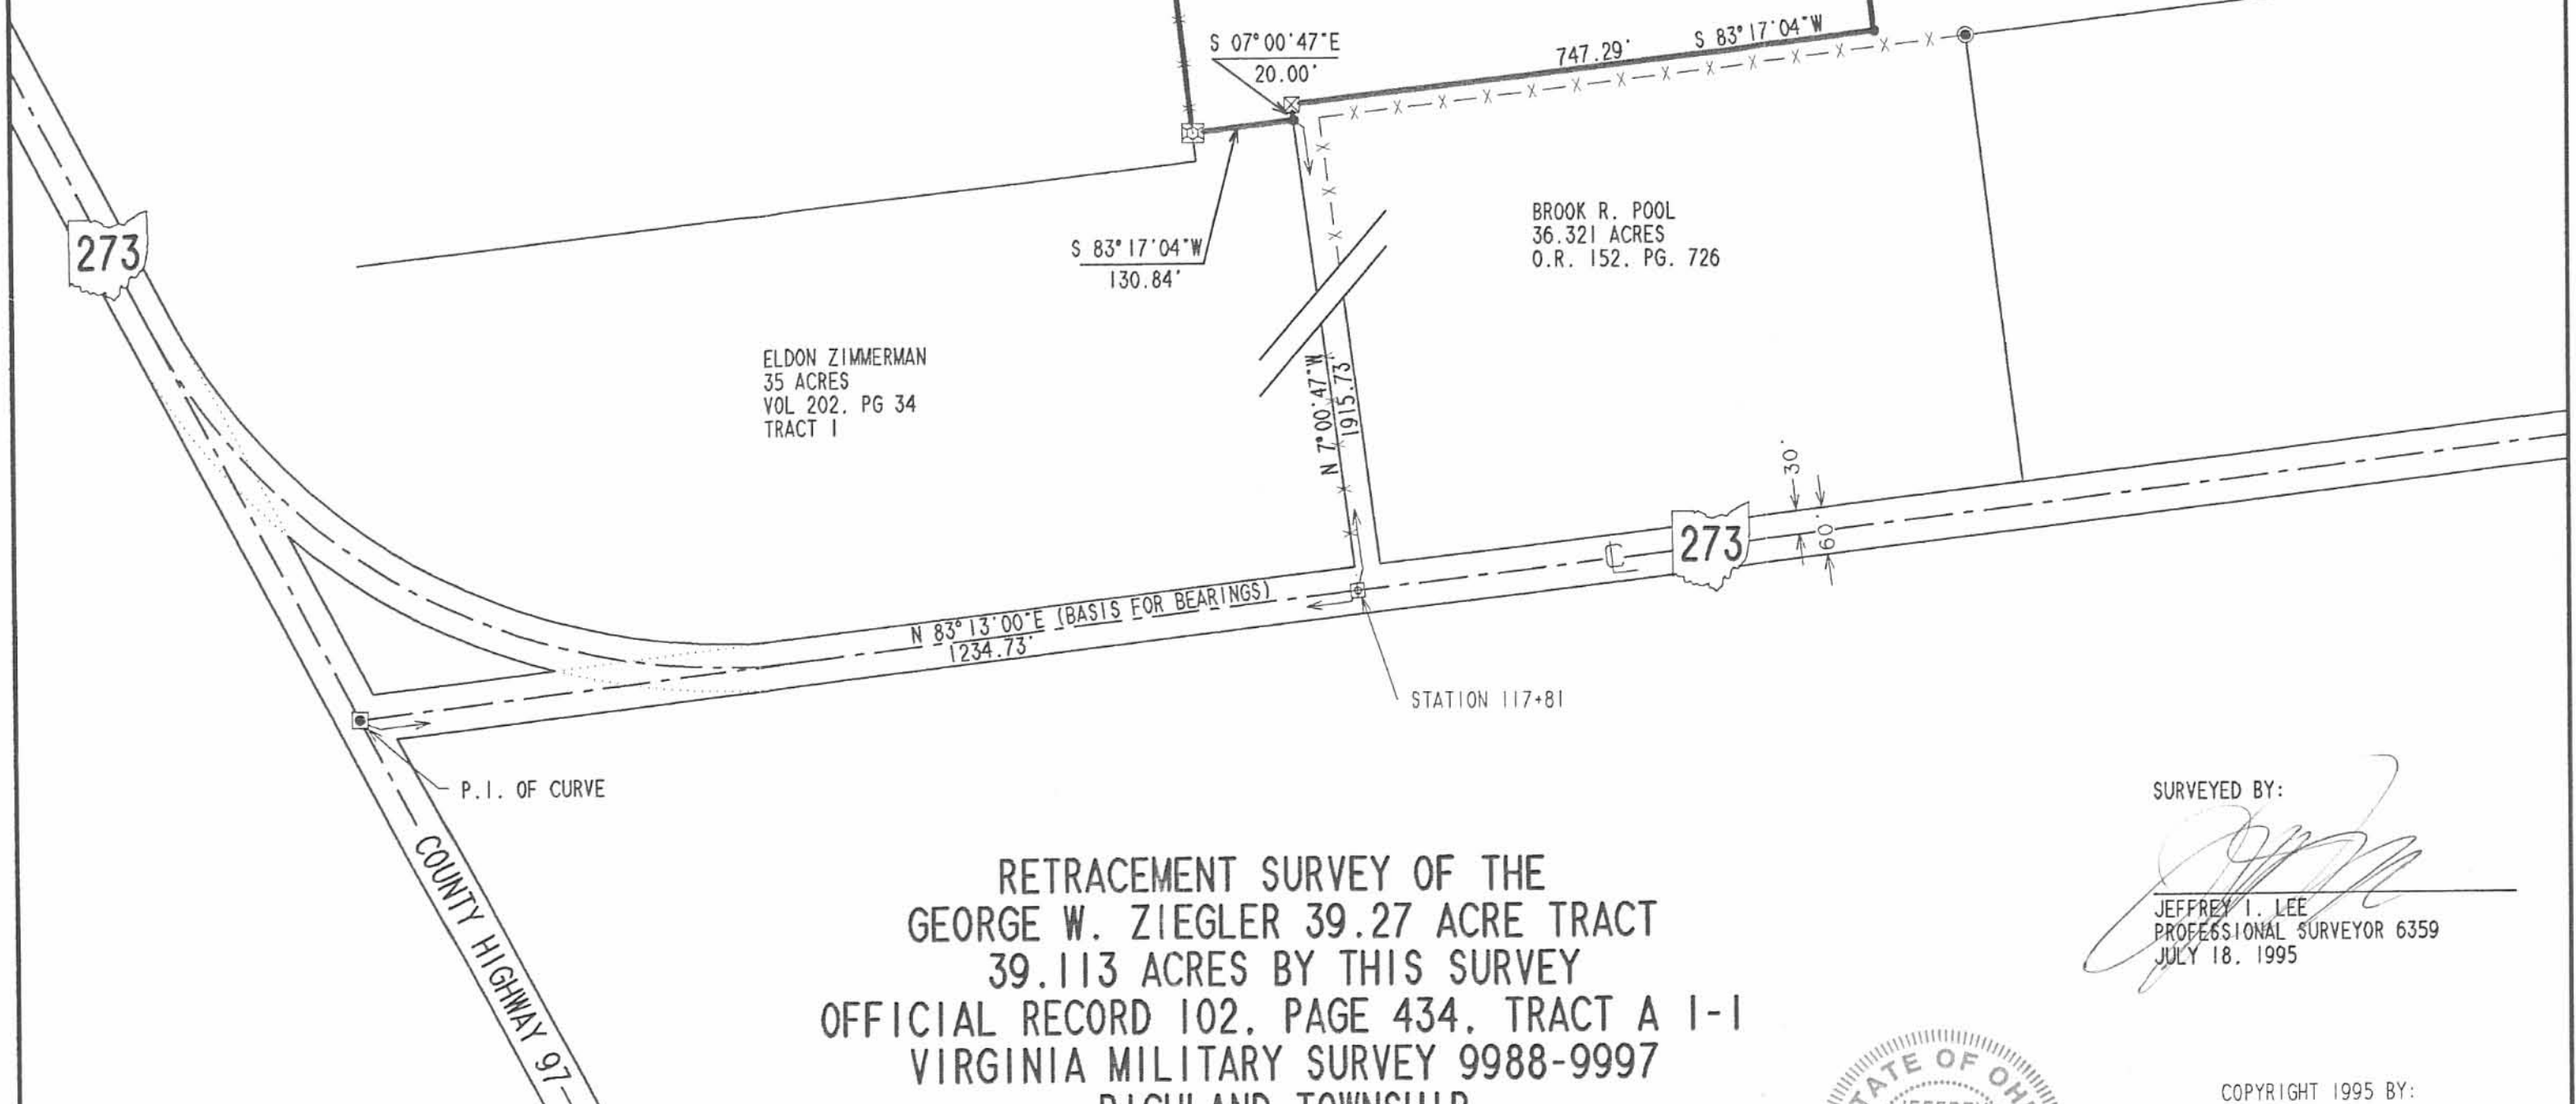 S 07°00'47"E
20.00'
747.29' S 83°17'04"W
273
S 83°17'04"W
130.84'
BROOK R. POOL
36.321 ACRES
O.R. 152, PG. 726
ELDON ZIMMERMAN
35 ACRES
VOL 202, PG 34
TRACT 1
N 7°00'47"W
1915.73'
30'
60'
273
N 83°13'00"E (BASIS FOR BEARINGS)
1234.73'
STATION 117+81
P.I. OF CURVE
COUNTY HIGHWAY 97
SURVEYED BY:
JEFFREY I. LEE
PROFESSIONAL SURVEYOR 6359
JULY 18, 1995
RETRACEMENT SURVEY OF THE
GEORGE W. ZIEGLER 39.27 ACRE TRACT
39.113 ACRES BY THIS SURVEY
OFFICIAL RECORD 102, PAGE 434, TRACT A 1-1
VIRGINIA MILITARY SURVEY 9988-9997
RICHLAND TOWNSHIP
STATE OF OH
COPYRIGHT 1995 BY: